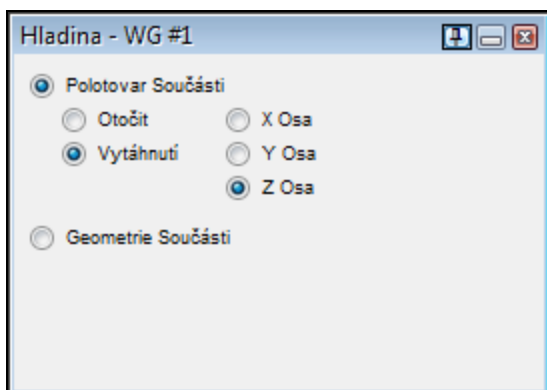 Hladina - WG #1
Polotovar Součásti
Otočit X Osa
Vytáhnutí Y Osa
Z Osa
Geometrie Součásti